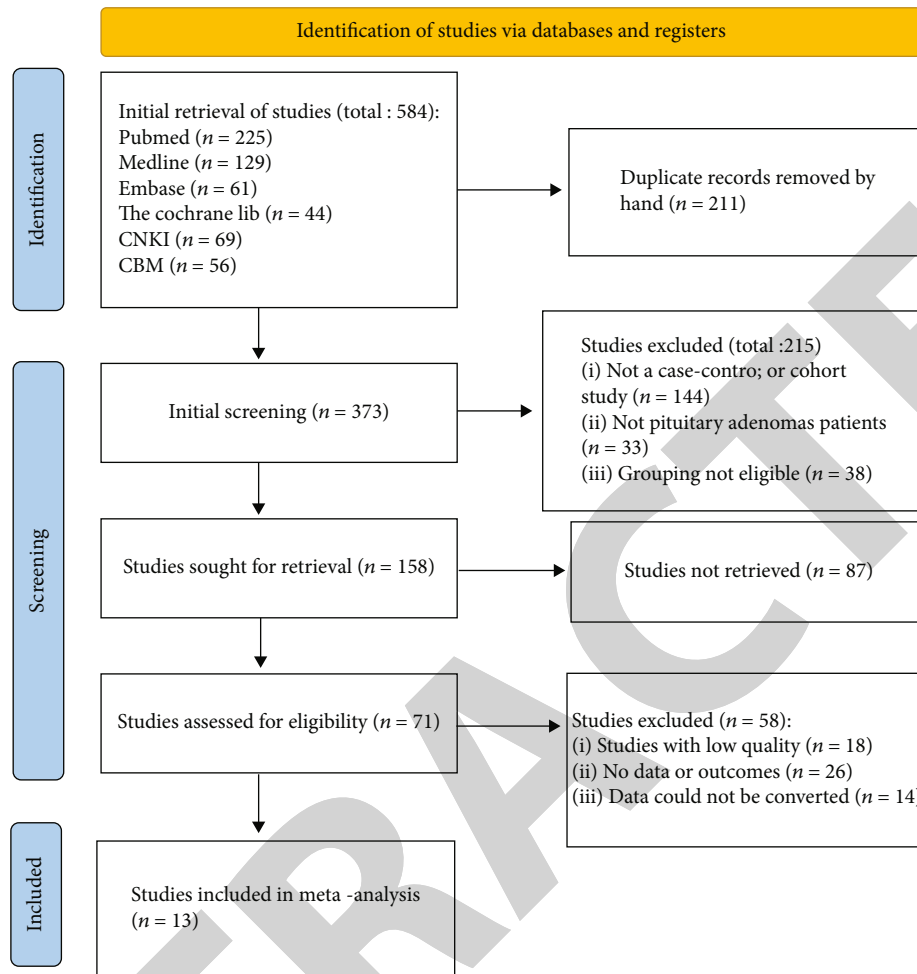 Identification of studies via databases and registers
Identification
Initial retrieval of studies (total : 584):
Pubmed (n = 225)
Medline (n = 129)
Embase (n = 61)
The cochrane lib (n = 44)
CNKI (n = 69)
CBM (n = 56)
Duplicate records removed by
hand (n = 211)
Screening
Initial screening (n = 373)
Studies excluded (total :215)
(i) Not a case-contro; or cohort
study (n = 144)
(ii) Not pituitary adenomas patients
(n = 33)
(iii) Grouping not eligible (n = 38)
Studies sought for retrieval (n = 158)
Studies not retrieved (n = 87)
Studies assessed for eligibility (n = 71)
Studies excluded (n = 58):
(i) Studies with low quality (n = 18)
(ii) No data or outcomes (n = 26)
(iii) Data could not be converted (n = 14)
Included
Studies included in meta -analysis
(n = 13)
TRACTE